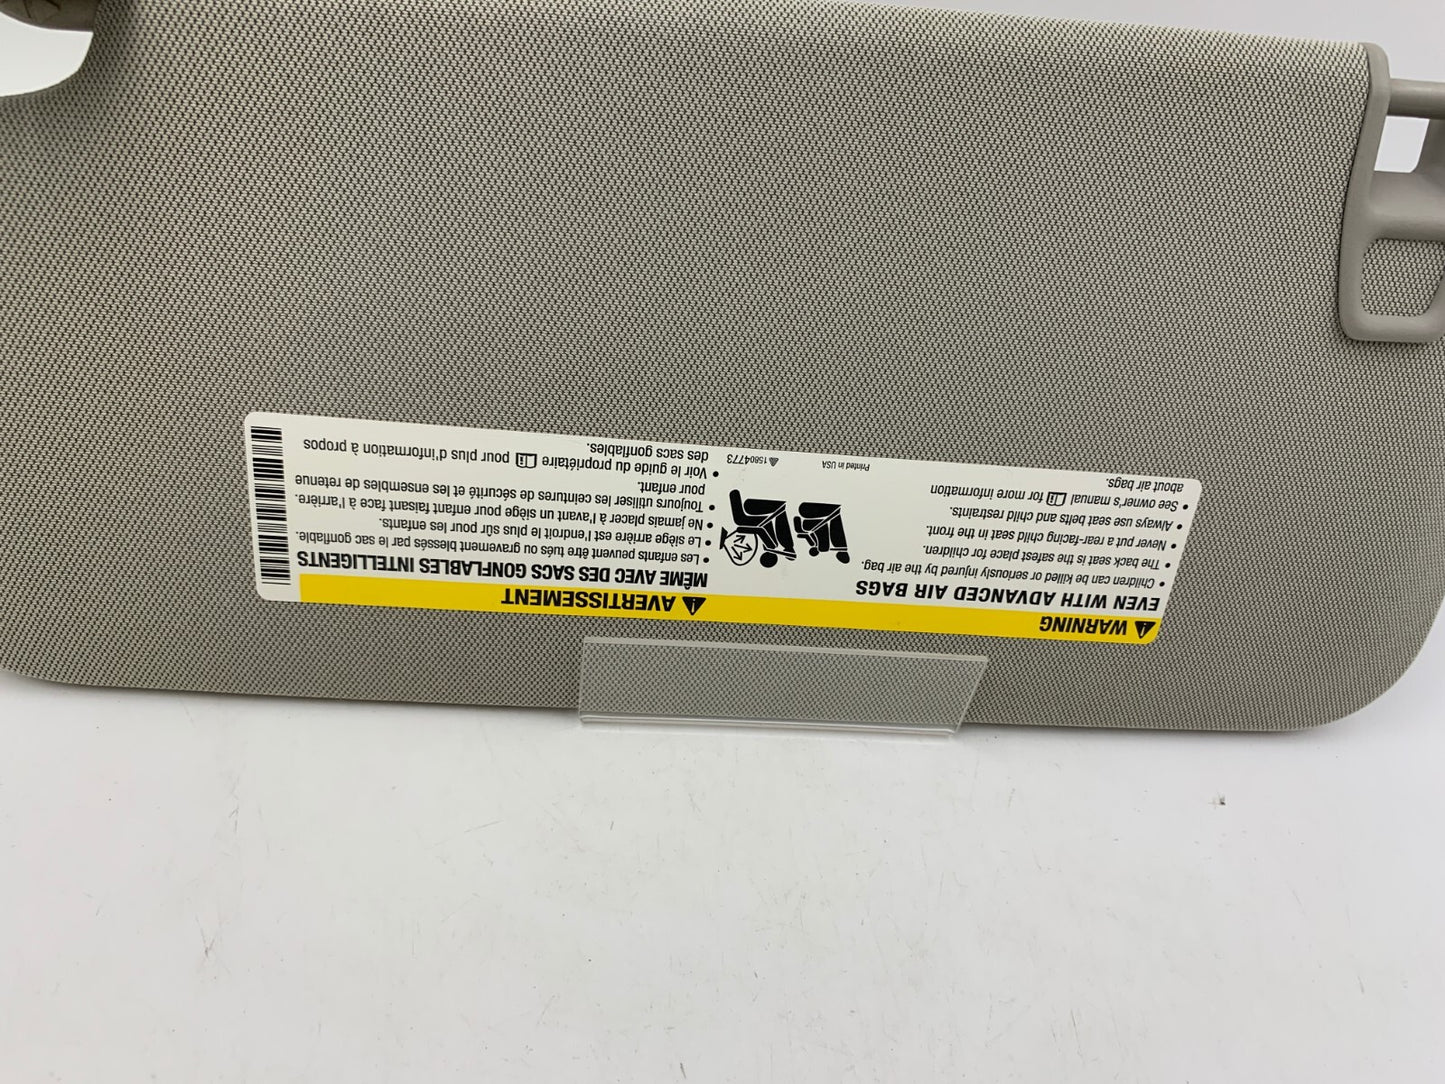 ⚠ WARNING
EVEN WITH ADVANCED AIR BAGS
• Children can be killed or seriously injured by the air bag.
• The back seat is the safest place for children.
• Never put a rear-facing child seat in the front.
• Always use seat belts and child restraints.
• See owner's manual for more information
about air bags.
Printed in USA
15804773
⚠ AVERTISSEMENT
MÊME AVEC DES SACS GONFLABLES INTELLIGENTS
• Les enfants peuvent être tués ou gravement blessés par le sac gonflable.
• Le siège arrière est l'endroit le plus sûr pour les enfants.
• Ne jamais placer à l'avant un siège pour enfant faisant face à l'arrière.
• Toujours utiliser les ceintures de sécurité et les ensembles de retenue
pour enfant.
• Voir le guide du propriétaire pour plus d'information à propos
des sacs gonflables.